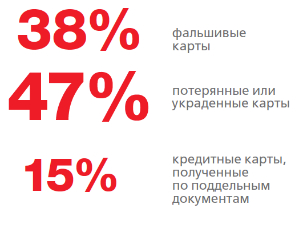 38%
фальшивые
карты
47%
потерянные или
украденные карты
15%
кредитные карты,
полученные
по поддельным
документам